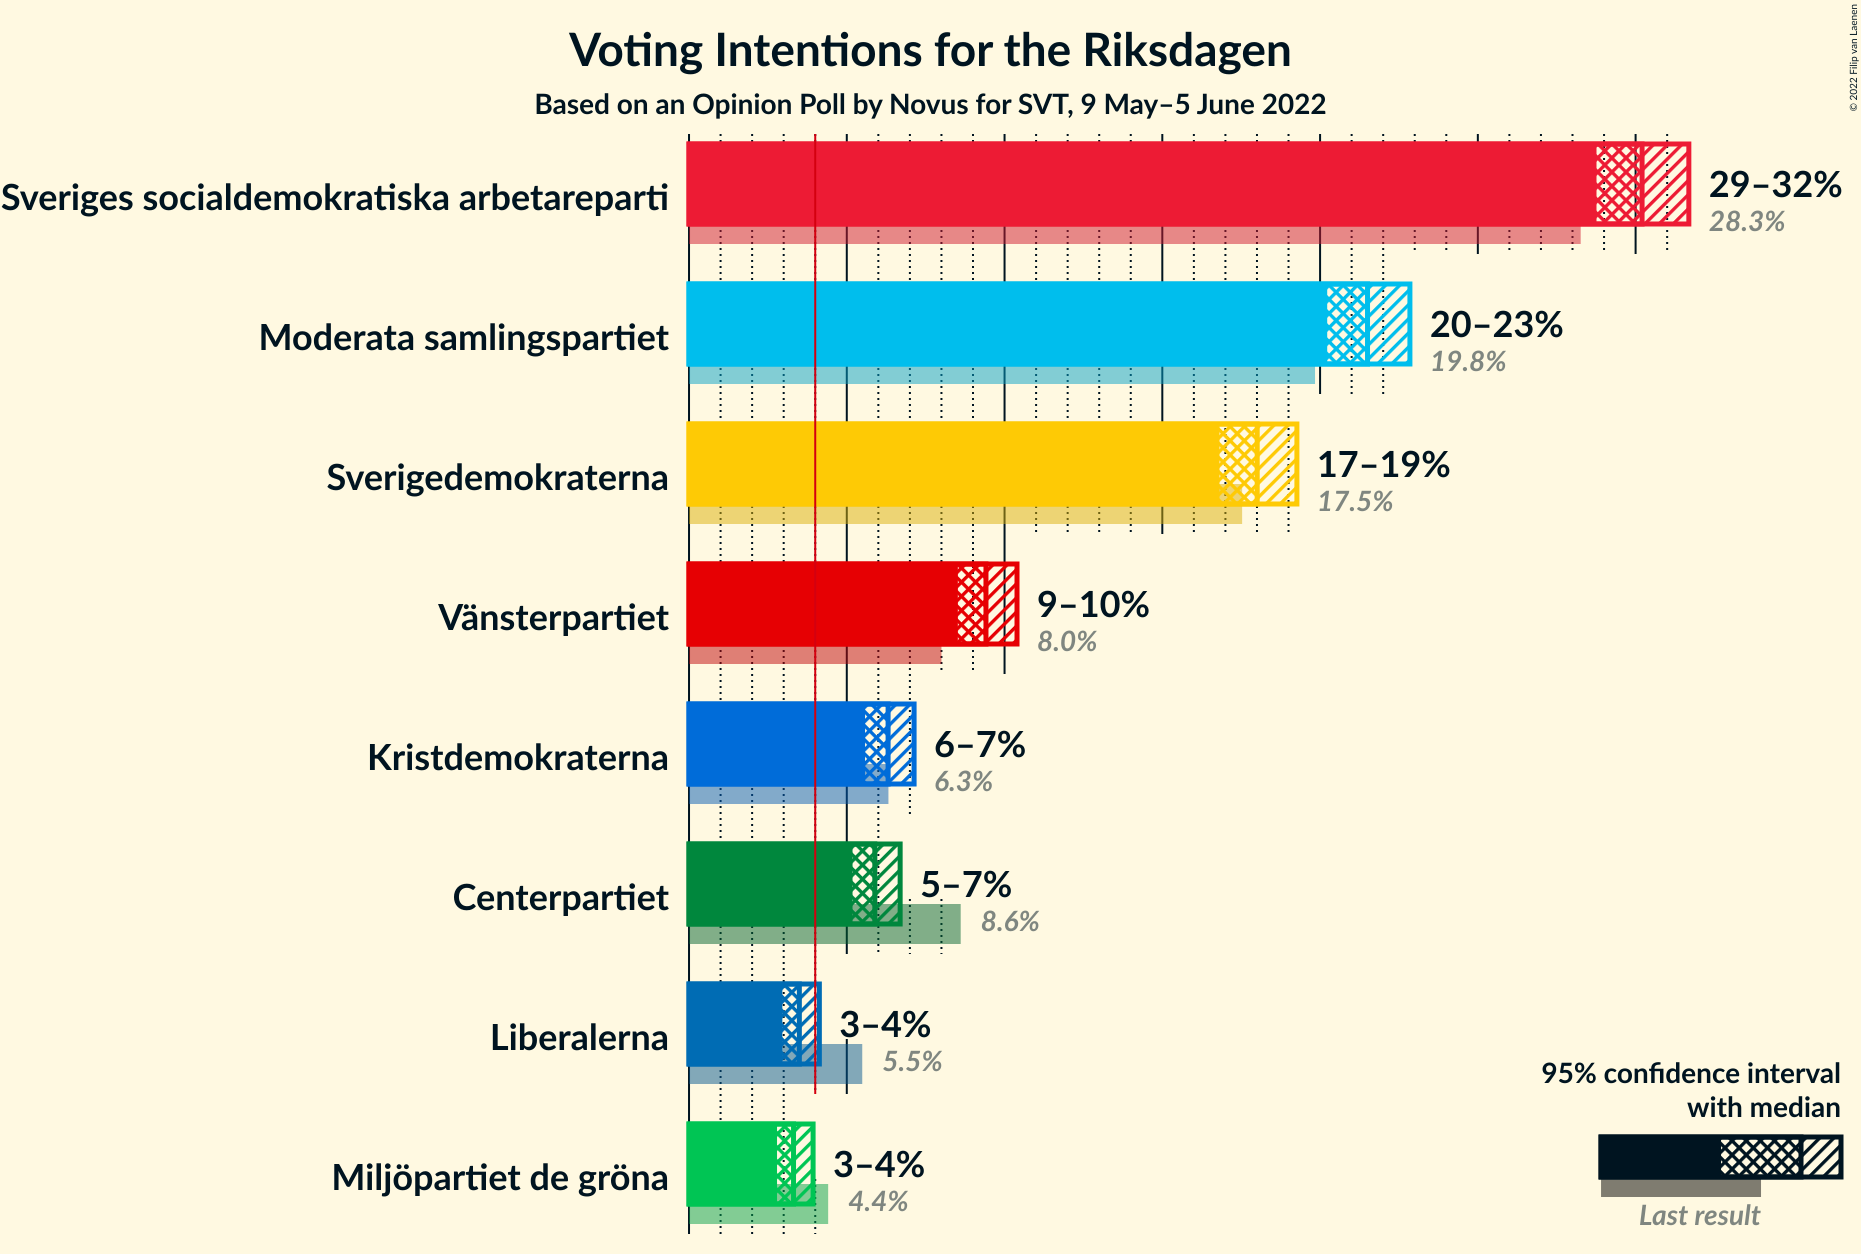 Voting Intentions for the Riksdagen
Based on an Opinion Poll by Novus for SVT, 9 May–5 June 2022
© 2022 Filip van Laenen
Sveriges socialdemokratiska arbetareparti
29–32%
28.3%
Moderata samlingspartiet
20–23%
19.8%
Sverigedemokraterna
17–19%
17.5%
Vänsterpartiet
9–10%
8.0%
Kristdemokraterna
6–7%
6.3%
Centerpartiet
5–7%
8.6%
Liberalerna
3–4%
5.5%
Miljöpartiet de gröna
3–4%
4.4%
95% confidence interval
with median
Last result